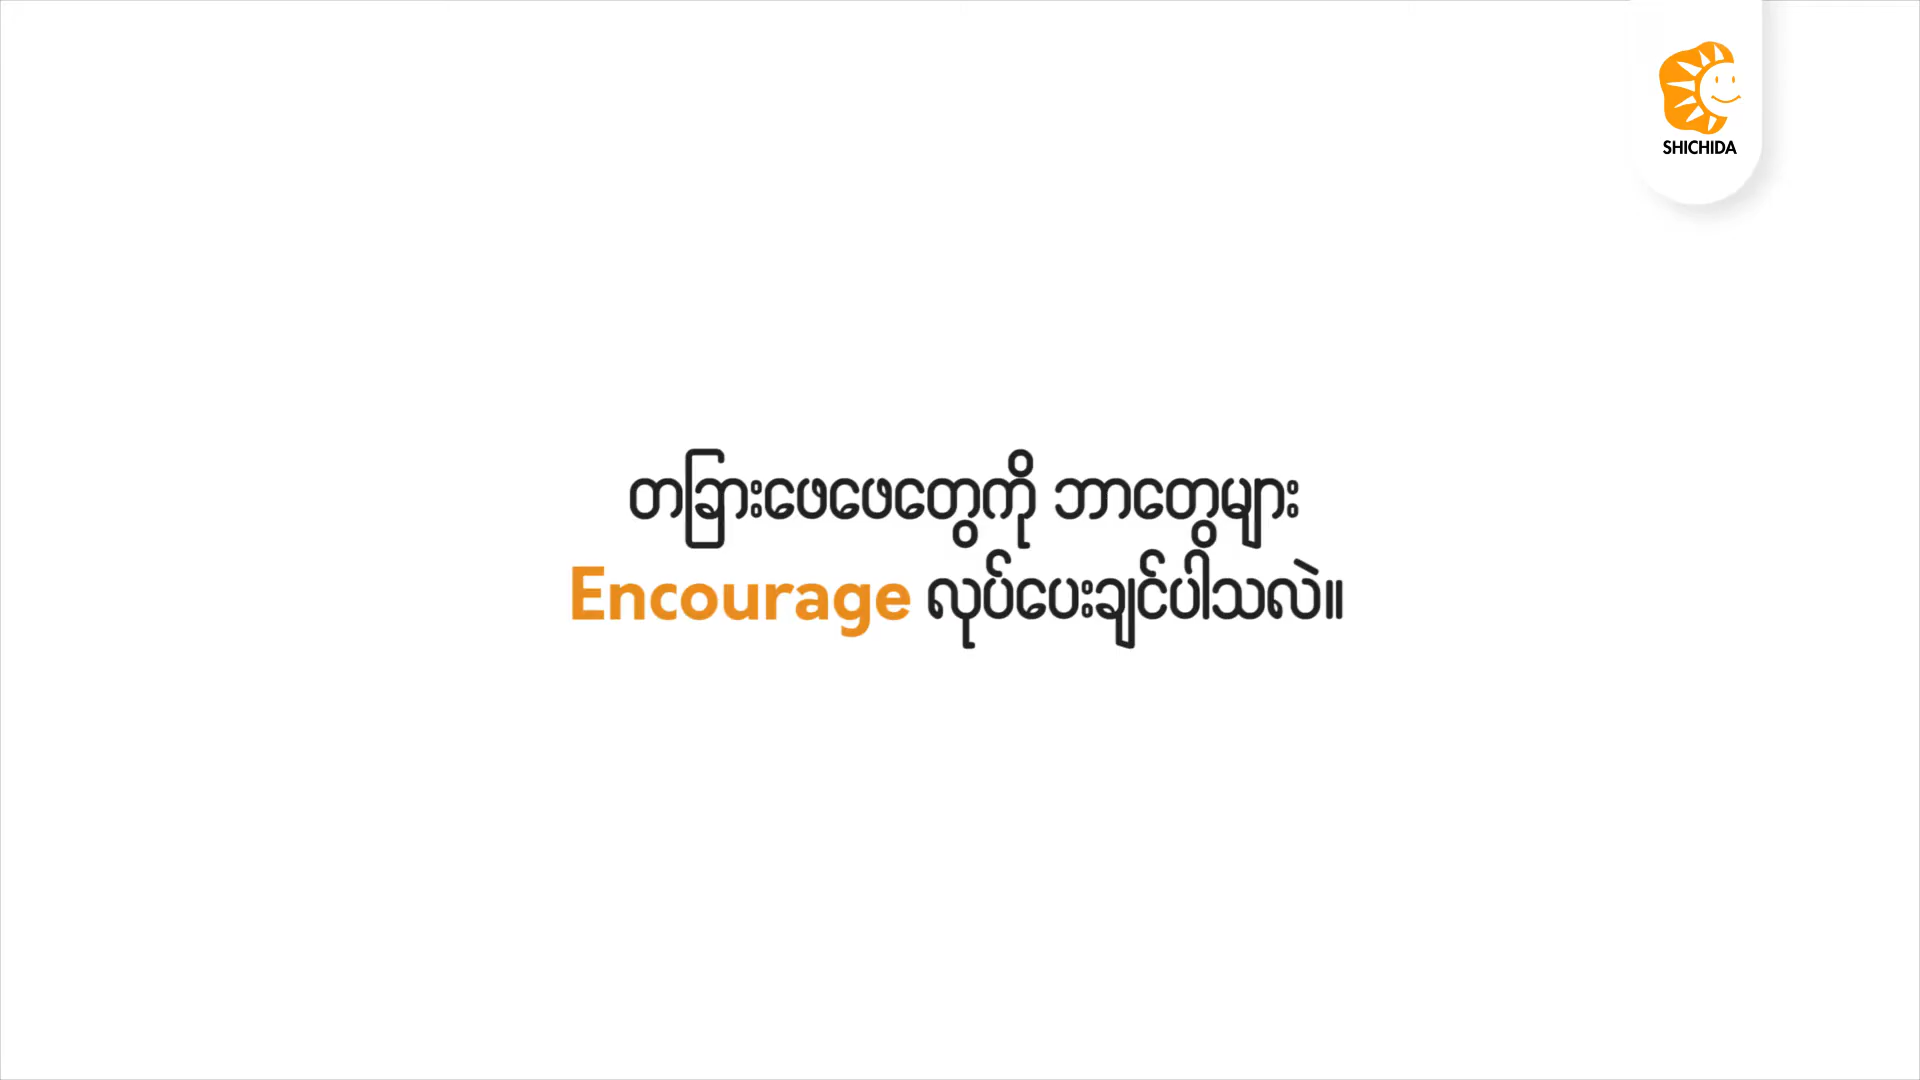 SHICHIDA
တခြားဖေဖေတွေကို ဘာတွေများ
Encourage လုပ်ပေးချင်ပါသလဲ။